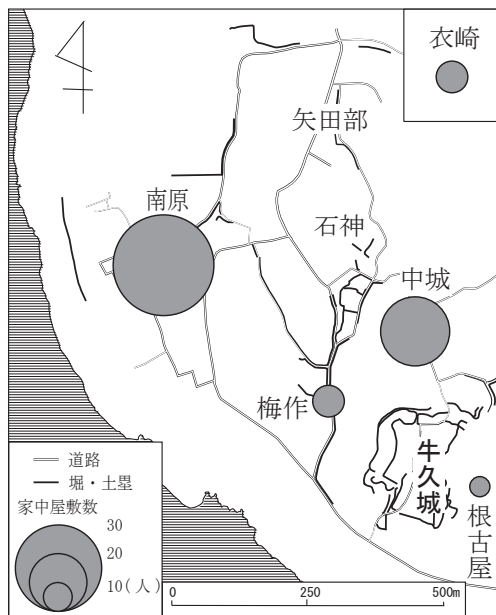 衣崎
矢田部
南原
石神
中城
梅作
牛久城
根古屋
道路
堀・土塁
家中屋敷数
30
20
10(人)
0 250 500m